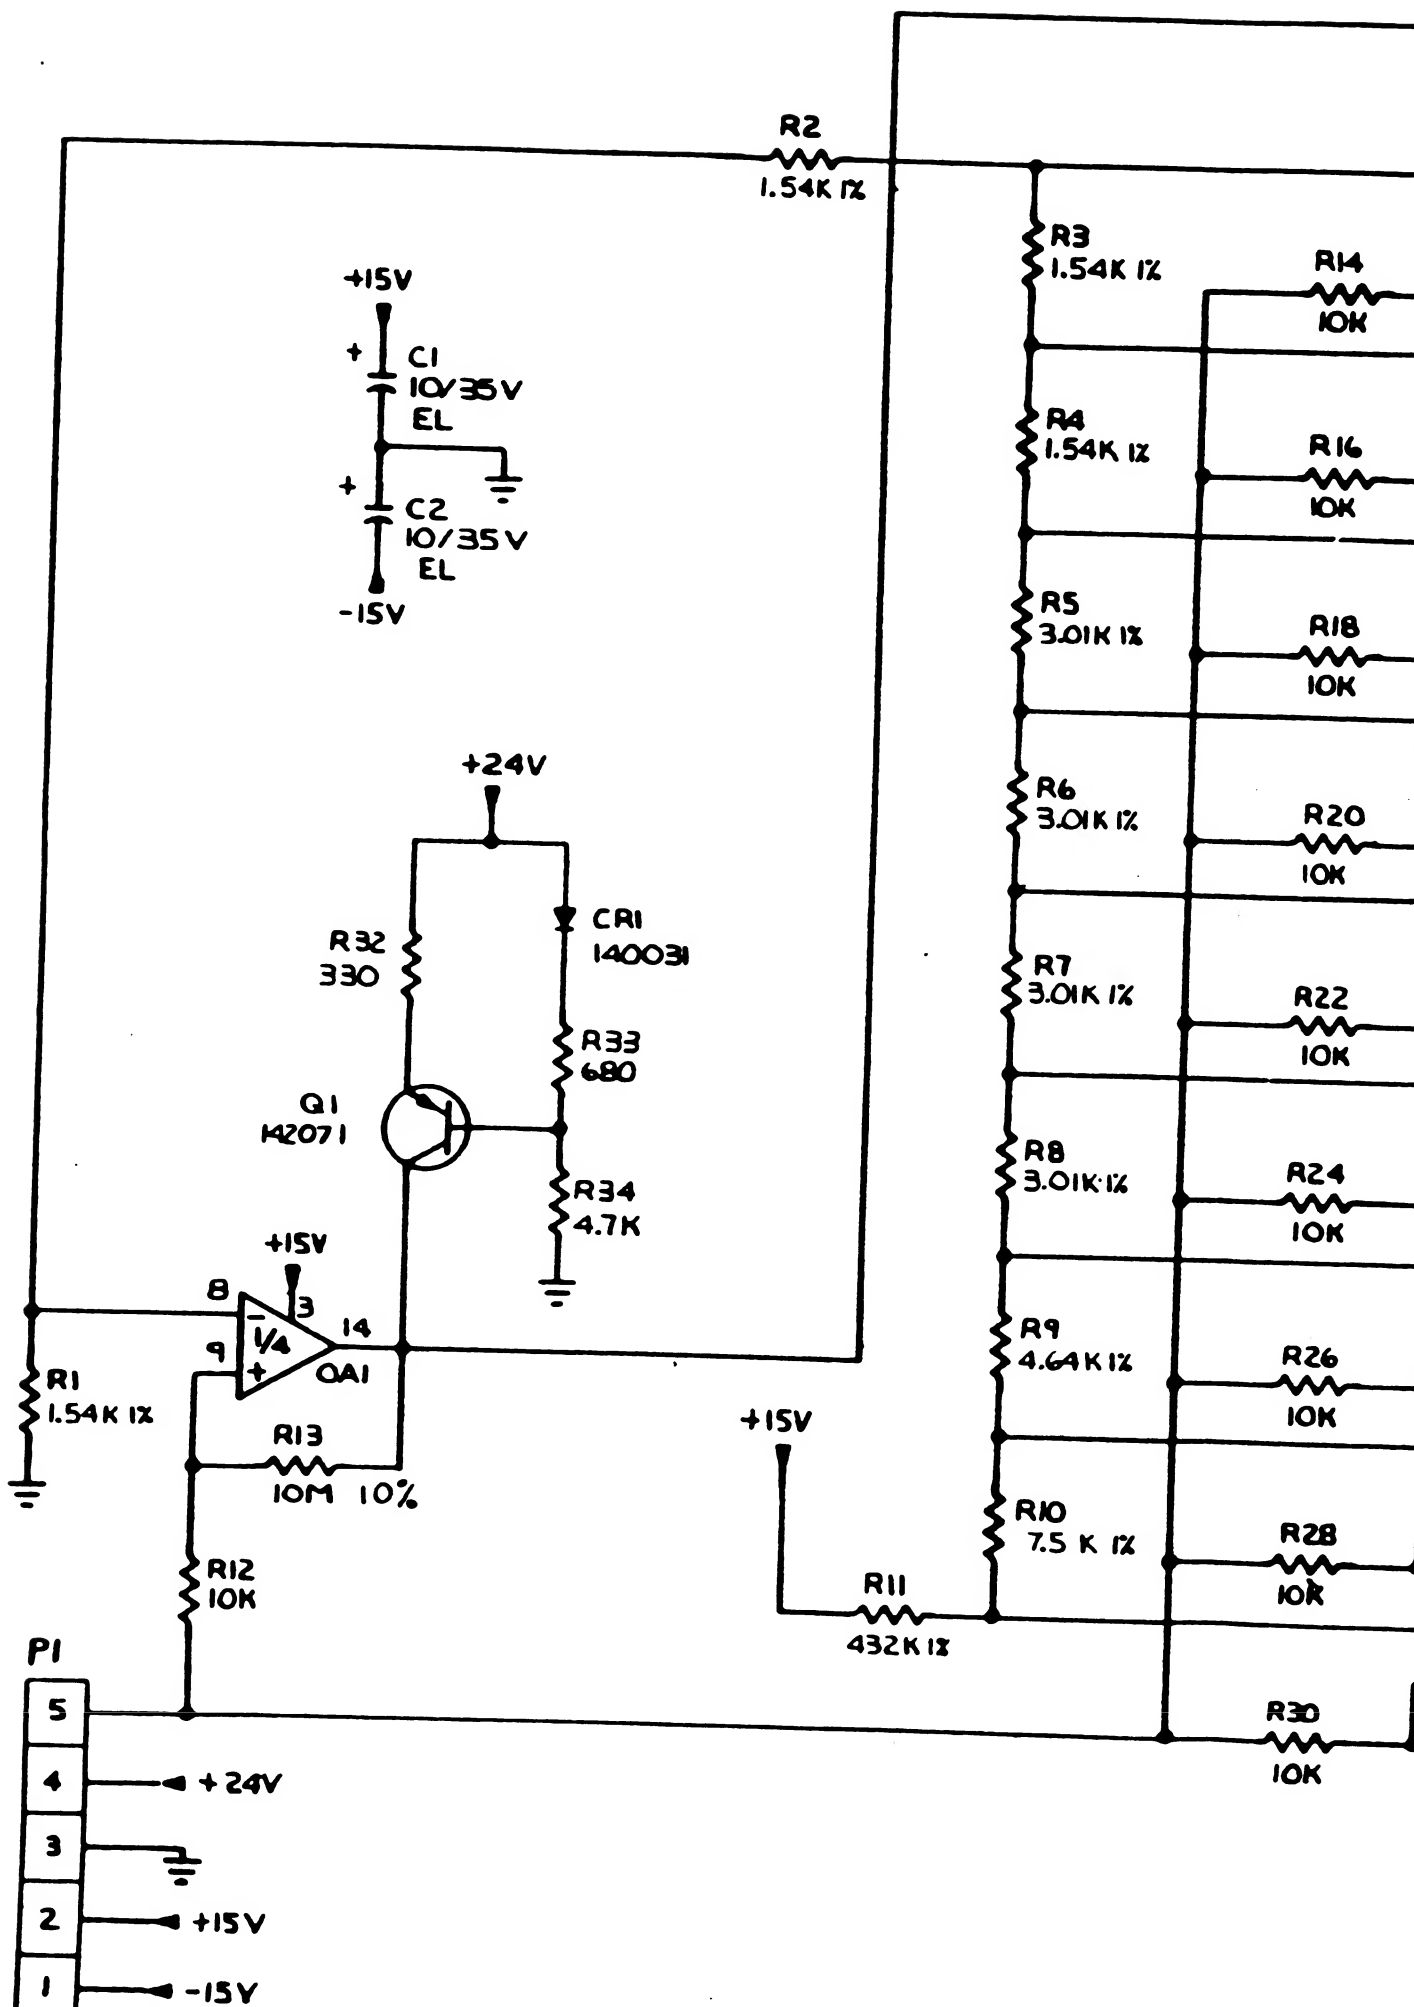 R2
1.54K 1%
R3
1.54K 1%
R14
10K
+15V
+
C1
10/35V
EL
R4
1.54K 1%
R16
10K
+
C2
10/35V
EL
-15V
R5
3.01K 1%
R18
10K
+24V
R6
3.01K 1%
R20
10K
R32
330
CR1
140031
R7
3.01K 1%
R22
10K
R33
680
Q1
142071
R8
3.01K 1%
R24
10K
R34
4.7K
+15V
8
3
-
1/4
14
9
+
OA1
R9
4.64K 1%
R26
10K
R1
1.54K 1%
R13
10M 10%
+15V
R10
7.5 K 1%
R28
10K
R12
10K
R11
432K 1%
P1
5
R30
10K
4
+24V
3
2
+15V
1
-15V